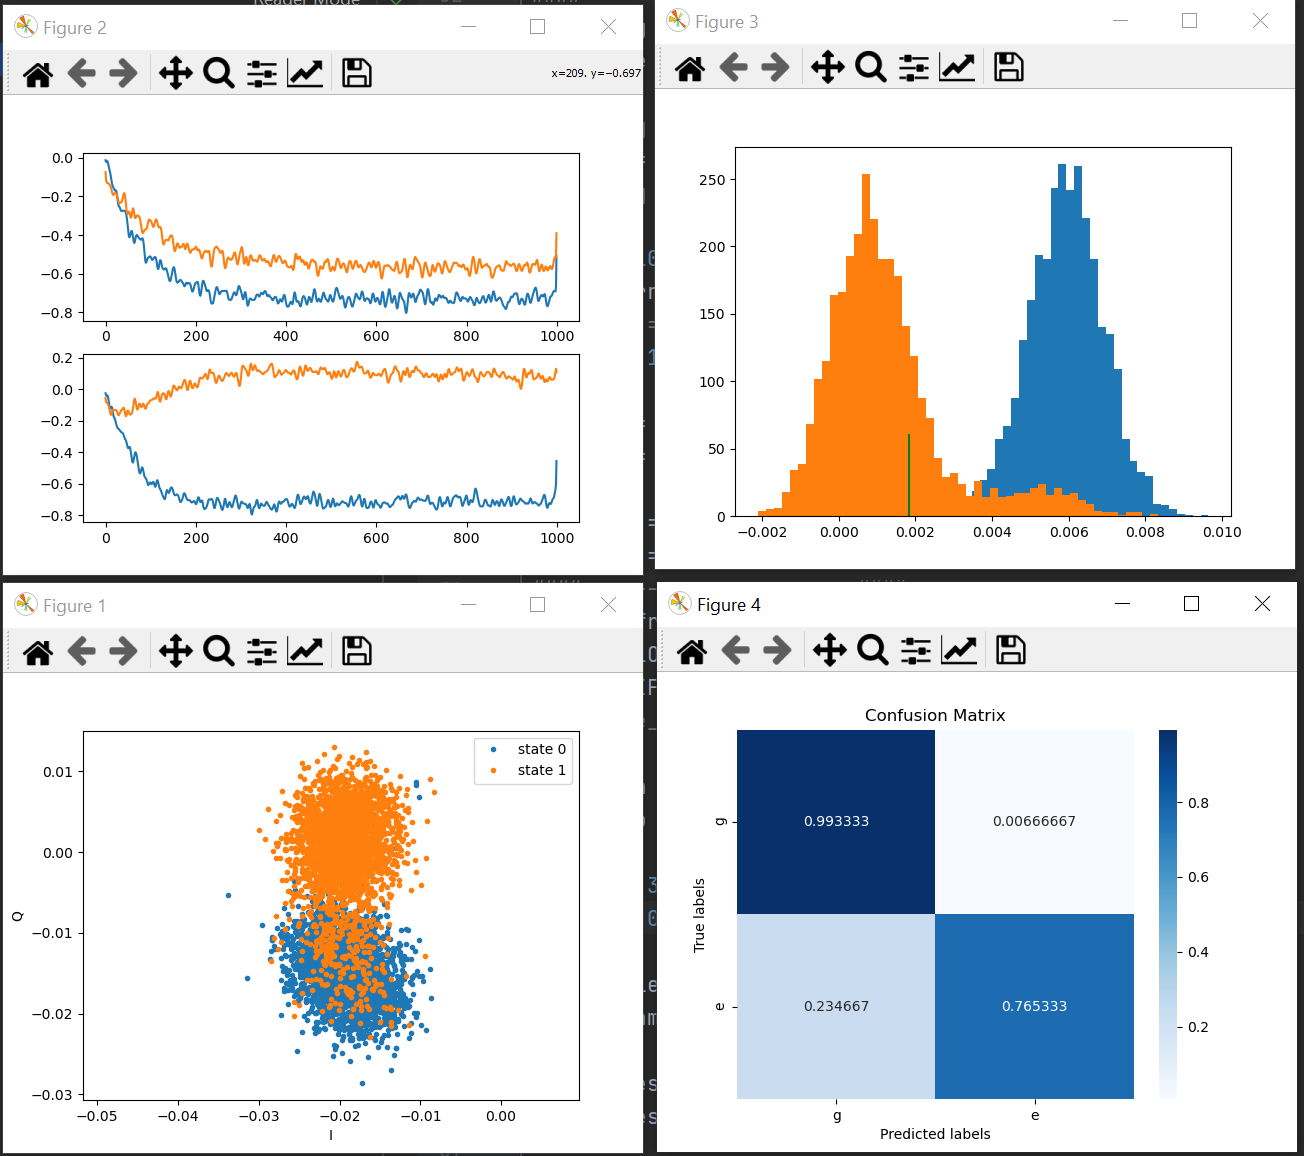 Reader Mode
Figure 2
x=209. y=−0.697
0.0
−0.2
−0.4
−0.6
−0.8
0 200 400 600 800 1000
0.2
0.0
−0.2
−0.4
−0.6
−0.8
0 200 400 600 800 1000
Figure 3
250
200
150
100
50
0
−0.002 0.000 0.002 0.004 0.006 0.008 0.010
Figure 1
state 0
state 1
0.01
0.00
−0.01
−0.02
−0.03
Q
−0.05 −0.04 −0.03 −0.02 −0.01 0.00
I
Figure 4
Confusion Matrix
g
0.993333 0.00666667
e
0.234667 0.765333
True labels
g e
Predicted labels
0.8
0.6
0.4
0.2